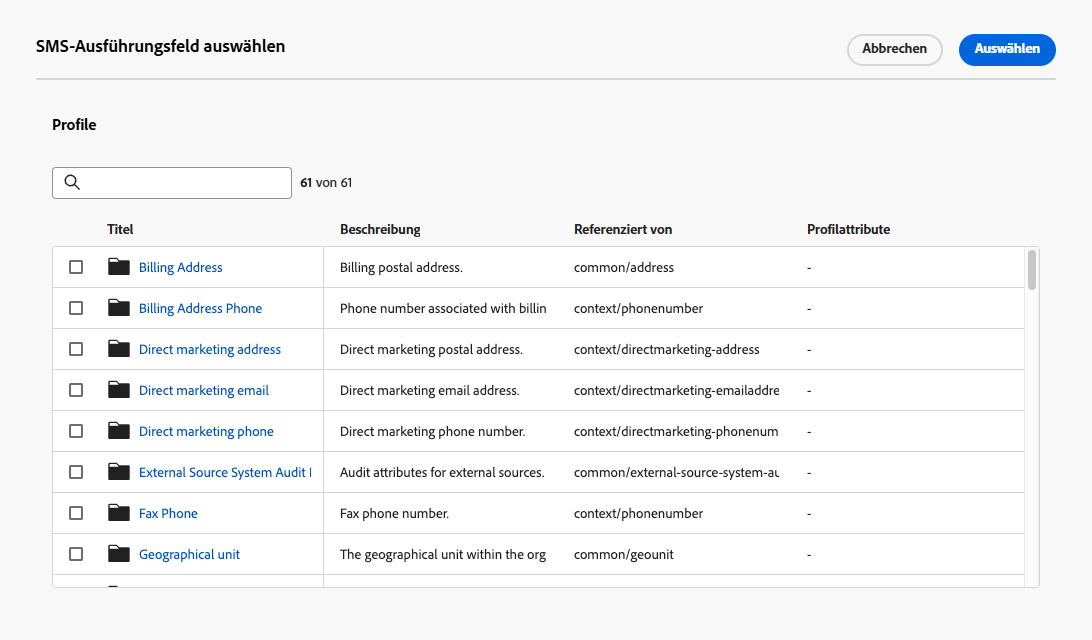 SMS-Ausführungsfeld auswählen
Abbrechen
Auswählen
Profile
61 von 61
Titel Beschreibung Referenziert von Profilattribute
Billing Address Billing postal address. common/address -
Billing Address Phone Phone number associated with billin context/phonenumber -
Direct marketing address Direct marketing postal address. context/directmarketing-address -
Direct marketing email Direct marketing email address. context/directmarketing-emailaddre -
Direct marketing phone Direct marketing phone number. context/directmarketing-phonenum -
External Source System Audit Audit attributes for external sources. common/external-source-system-au -
Fax Phone Fax phone number. context/phonenumber -
Geographical unit The geographical unit within the org common/geounit -